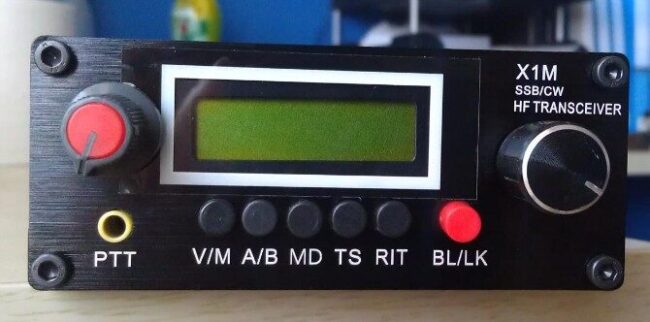 X1M
SSB/CW
HF TRANSCEIVER
PTT V/M A/B MD TS RIT BL/LK